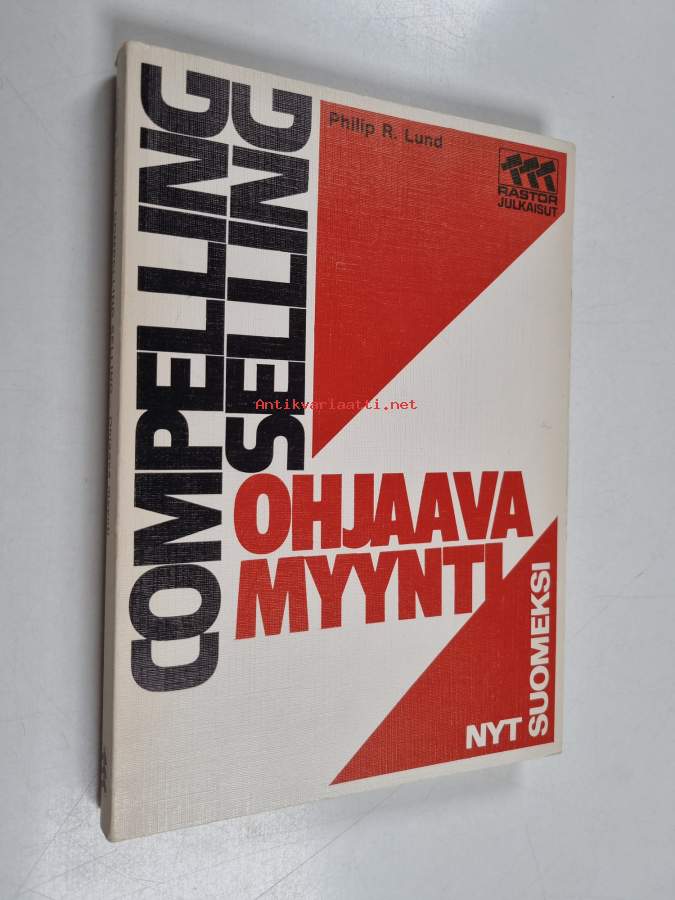 COMPELLING
SELLING
Philip R. Lund
RASTOR
JULKAISUT
Antikvariaatti.net
OHJAAVA
MYYNTI
NYT
SUOMEKSI